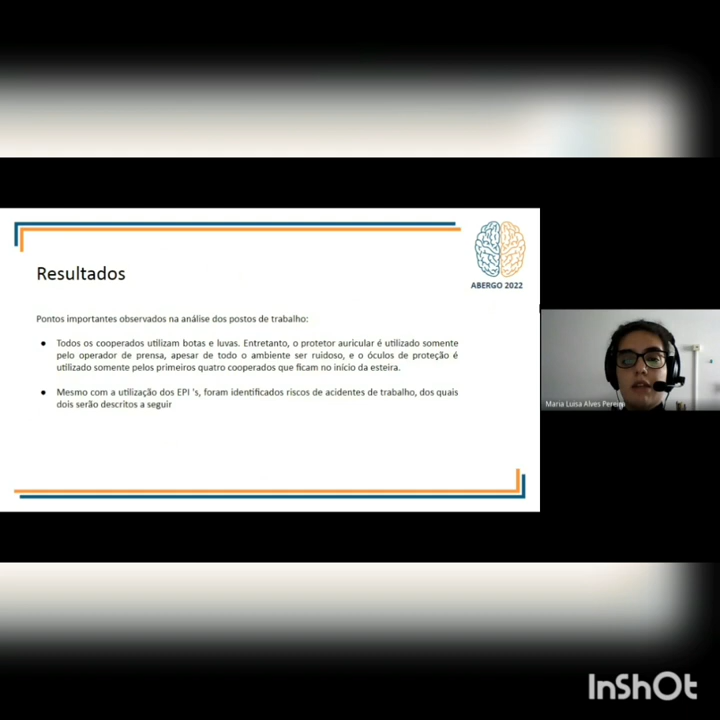 ABERGO 2022
Resultados
Pontos importantes observados na análise dos postos de trabalho:
● Todos os cooperados utilizam botas e luvas. Entretanto, o protetor auricular é utilizado somente
pelo operador de prensa, apesar de todo o ambiente ser ruidoso, e o óculos de proteção é
utilizado somente pelos primeiros quatro cooperados que ficam no início da esteira.
● Mesmo com a utilização dos EPI 's, foram identificados riscos de acidentes de trabalho, dos quais
dois serão descritos a seguir
Maria Luisa Alves Pereira
InShOt